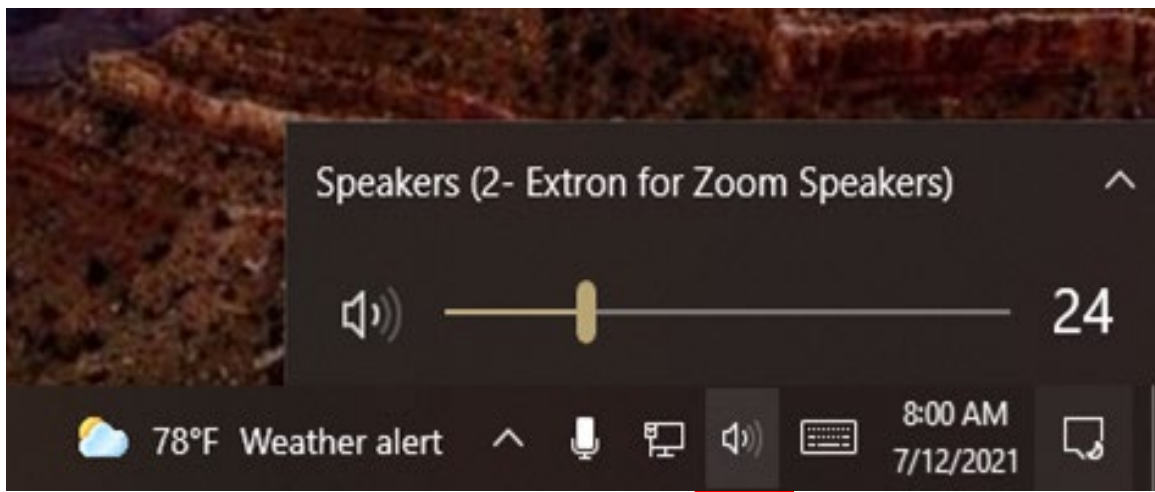 Speakers (2- Extron for Zoom Speakers)
24
78°F Weather alert
8:00 AM
7/12/2021